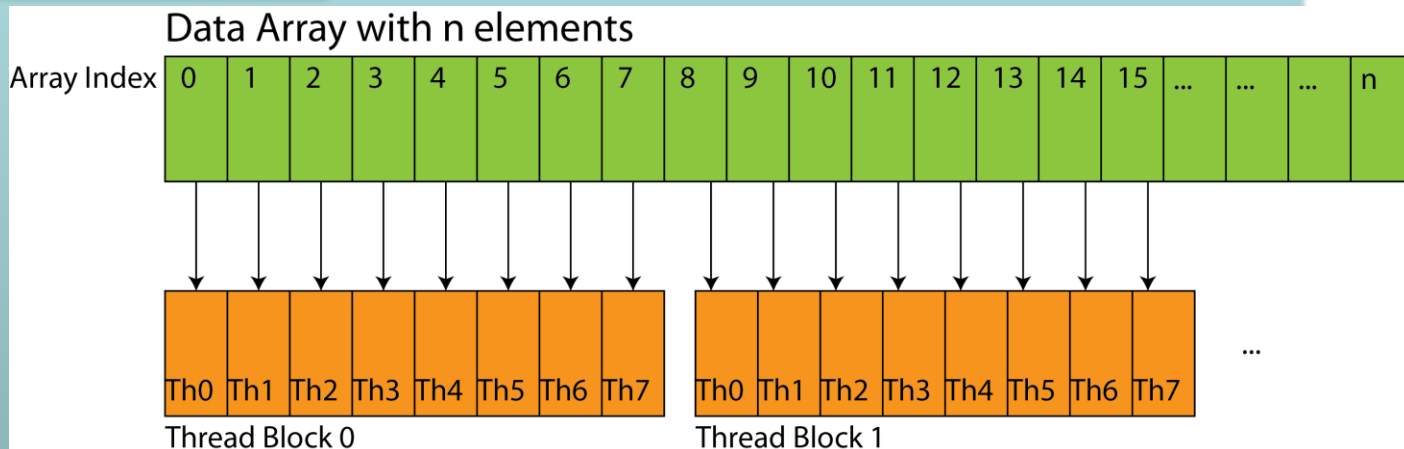 Data Array with n elements
Array Index 0 1 2 3 4 5 6 7 8 9 10 11 12 13 14 15 ... ... ... n
Th0 Th1 Th2 Th3 Th4 Th5 Th6 Th7 Th0 Th1 Th2 Th3 Th4 Th5 Th6 Th7 ...
Thread Block 0 Thread Block 1